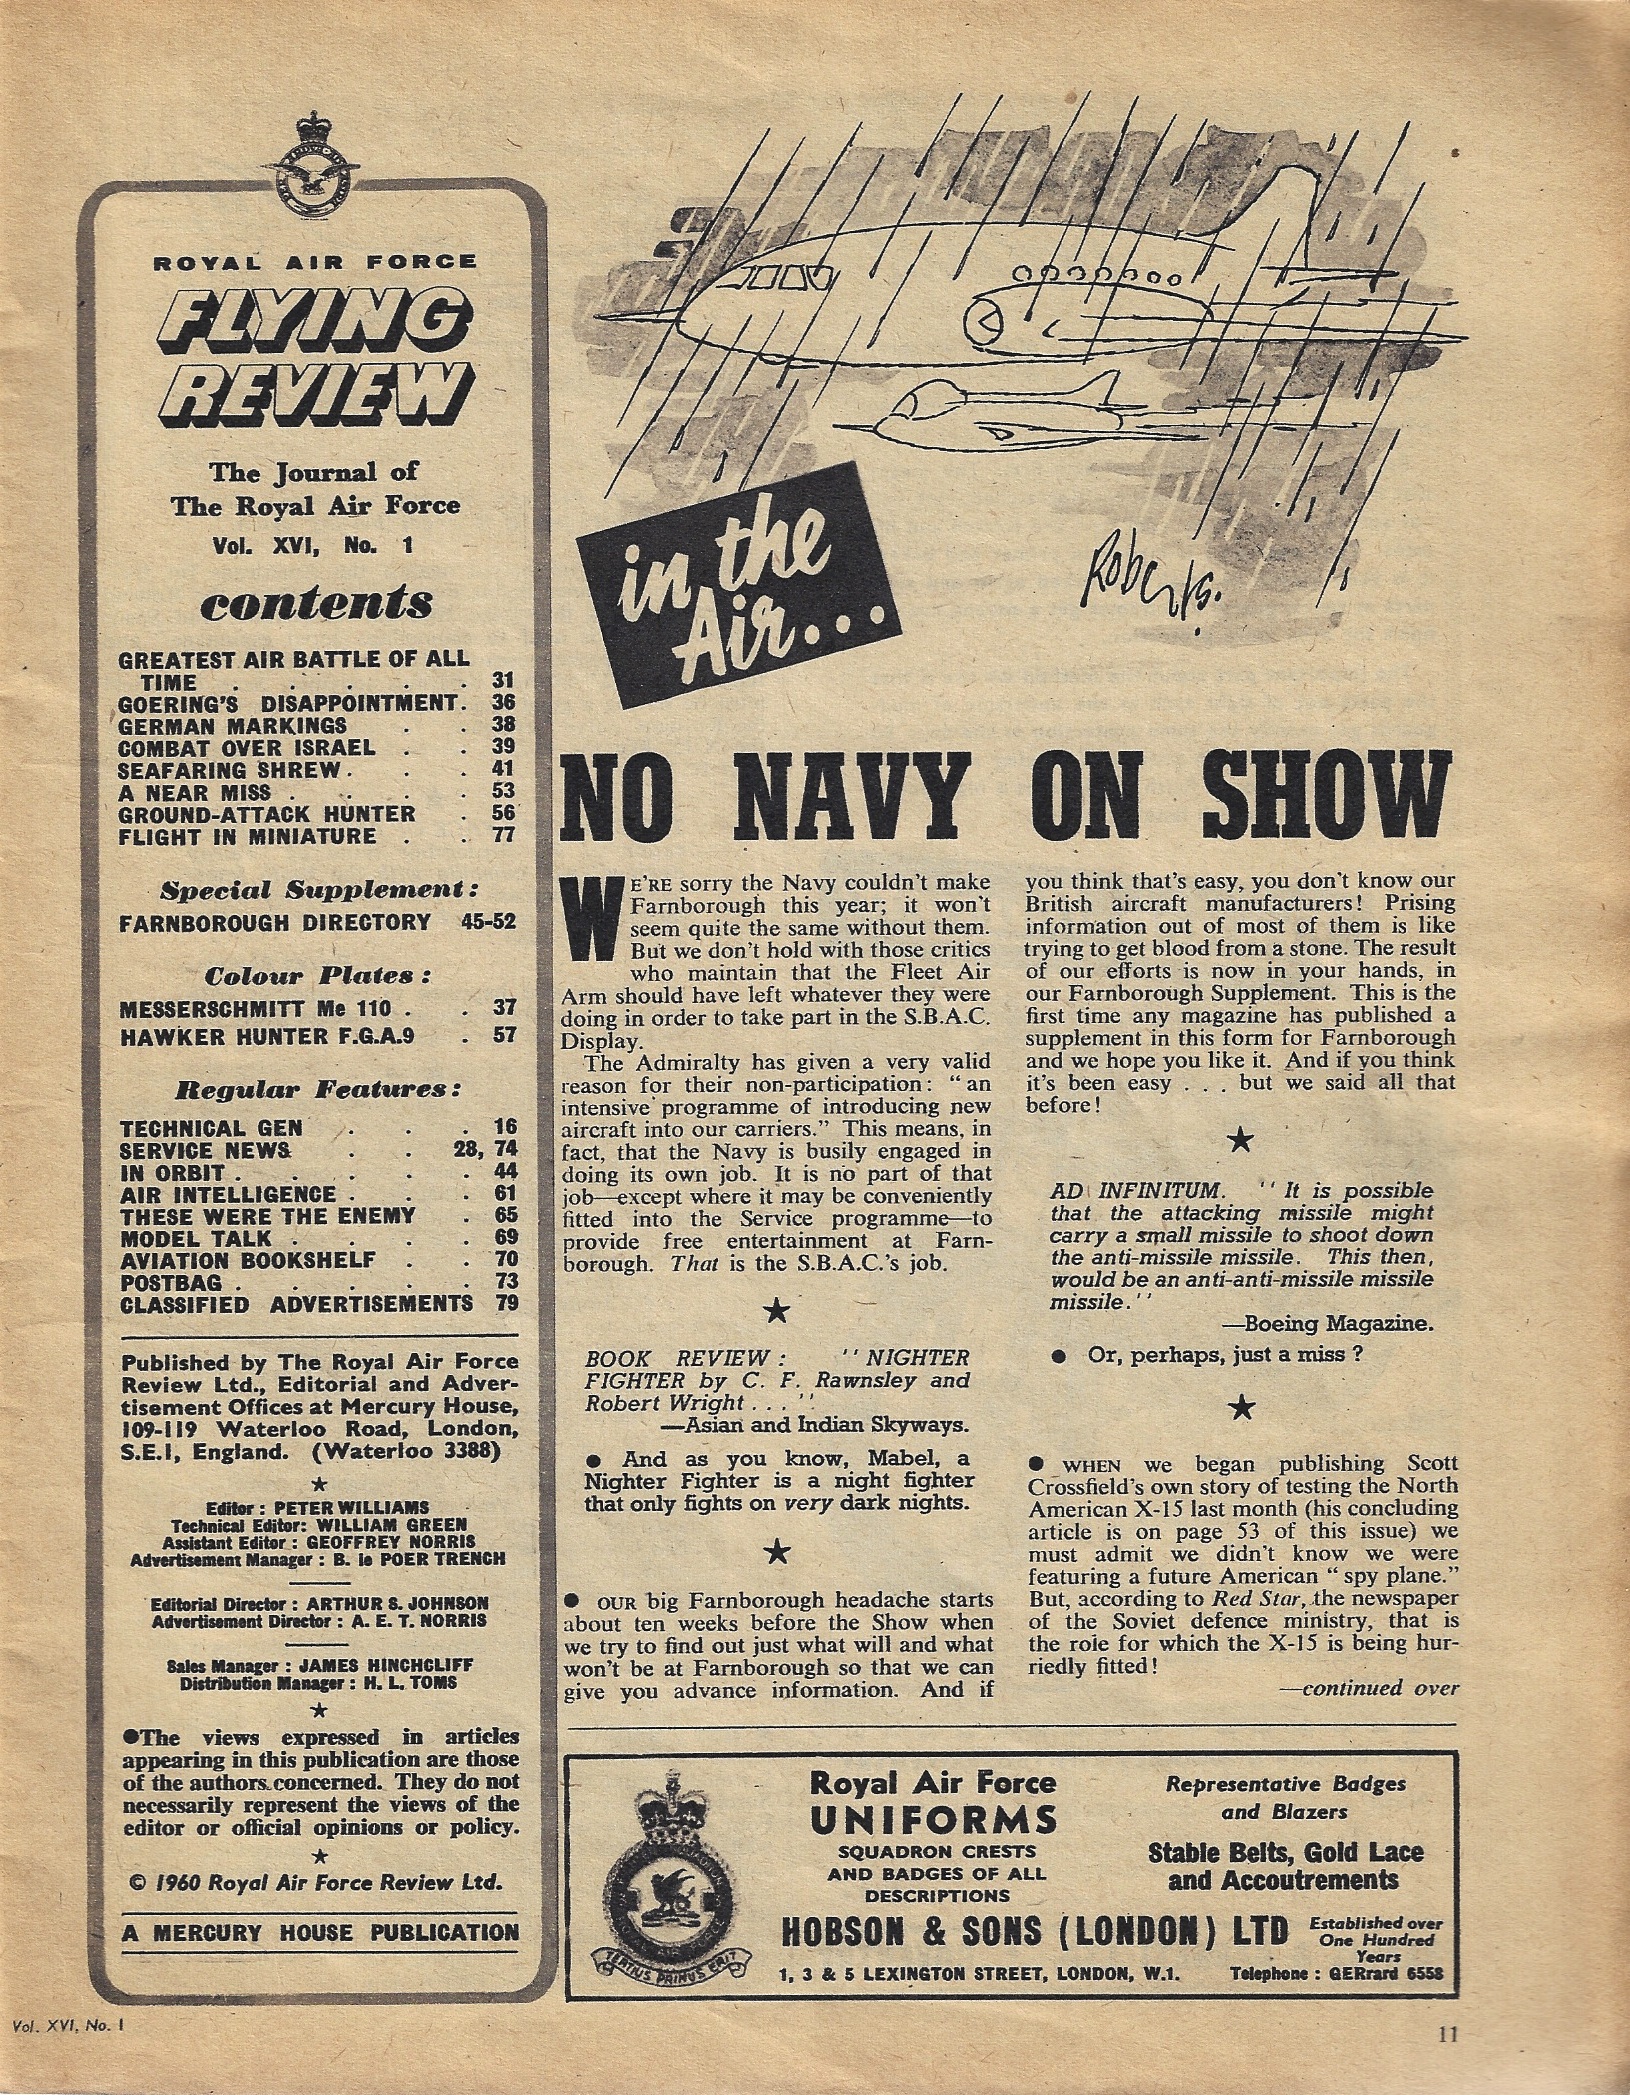 ROYAL AIR FORCE
FLYING
REVIEW
The Journal of
The Royal Air Force
Vol. XVI, No. 1
contents
GREATEST AIR BATTLE OF ALL
TIME . . . . . 31
GOERING'S DISAPPOINTMENT. 36
GERMAN MARKINGS . . 38
COMBAT OVER ISRAEL . . 39
SEAFARING SHREW . . . 41
A NEAR MISS . . . . 53
GROUND-ATTACK HUNTER . 56
FLIGHT IN MINIATURE . . 77
Special Supplement:
FARNBOROUGH DIRECTORY 45-52
Colour Plates:
MESSERSCHMITT Me 110 . . 37
HAWKER HUNTER F.G.A.9 . 57
Regular Features:
TECHNICAL GEN . . . 16
SERVICE NEWS . . 28, 74
IN ORBIT . . . . . 44
AIR INTELLIGENCE . . . 61
THESE WERE THE ENEMY . 65
MODEL TALK . . . . 69
AVIATION BOOKSHELF . . 70
POSTBAG . . . . . 73
CLASSIFIED ADVERTISEMENTS 79
Published by The Royal Air Force
Review Ltd., Editorial and Adver-
tisement Offices at Mercury House,
109-119 Waterloo Road, London,
S.E.1, England. (Waterloo 3388)
Editor : PETER WILLIAMS
Technical Editor: WILLIAM GREEN
Assistant Editor : GEOFFREY NORRIS
Advertisement Manager : B. le POER TRENCH
Editorial Director : ARTHUR S. JOHNSON
Advertisement Director : A. E. T. NORRIS
Sales Manager : JAMES HINCHCLIFF
Distribution Manager : H. L. TOMS
●The views expressed in articles
appearing in this publication are those
of the authors concerned. They do not
necessarily represent the views of the
editor or official opinions or policy.
© 1960 Royal Air Force Review Ltd.
A MERCURY HOUSE PUBLICATION
Roberts.
in the
Air...
NO NAVY ON SHOW
WE'RE sorry the Navy couldn't make
Farnborough this year; it won't
seem quite the same without them.
But we don't hold with those critics
who maintain that the Fleet Air
Arm should have left whatever they were
doing in order to take part in the S.B.A.C.
Display.
The Admiralty has given a very valid
reason for their non-participation: "an
intensive programme of introducing new
aircraft into our carriers." This means, in
fact, that the Navy is busily engaged in
doing its own job. It is no part of that
job—except where it may be conveniently
fitted into the Service programme—to
provide free entertainment at Farn-
borough. That is the S.B.A.C.'s job.
★
BOOK REVIEW : "NIGHTER
FIGHTER by C. F. Rawnsley and
Robert Wright . . ."
—Asian and Indian Skyways.
● And as you know, Mabel, a
Nighter Fighter is a night fighter
that only fights on very dark nights.
★
● OUR big Farnborough headache starts
about ten weeks before the Show when
we try to find out just what will and what
won't be at Farnborough so that we can
give you advance information. And if
you think that's easy, you don't know our
British aircraft manufacturers! Prising
information out of most of them is like
trying to get blood from a stone. The result
of our efforts is now in your hands, in
our Farnborough Supplement. This is the
first time any magazine has published a
supplement in this form for Farnborough
and we hope you like it. And if you think
it's been easy . . . but we said all that
before!
★
AD INFINITUM. "It is possible
that the attacking missile might
carry a small missile to shoot down
the anti-missile missile. This then,
would be an anti-anti-missile missile
missile."
—Boeing Magazine.
● Or, perhaps, just a miss ?
★
● WHEN we began publishing Scott
Crossfield's own story of testing the North
American X-15 last month (his concluding
article is on page 53 of this issue) we
must admit we didn't know we were
featuring a future American "spy plane."
But, according to Red Star, the newspaper
of the Soviet defence ministry, that is
the role for which the X-15 is being hur-
riedly fitted!
—continued over
TERTIUS PRIMUS ERIT
Royal Air Force
UNIFORMS
SQUADRON CRESTS
AND BADGES OF ALL
DESCRIPTIONS
Representative Badges
and Blazers
Stable Belts, Gold Lace
and Accoutrements
HOBSON & SONS (LONDON) LTD
Established over
One Hundred
Years
1, 3 & 5 LEXINGTON STREET, LONDON, W.1.
Telephone : GERrard 6558
Vol. XVI, No. 1
11